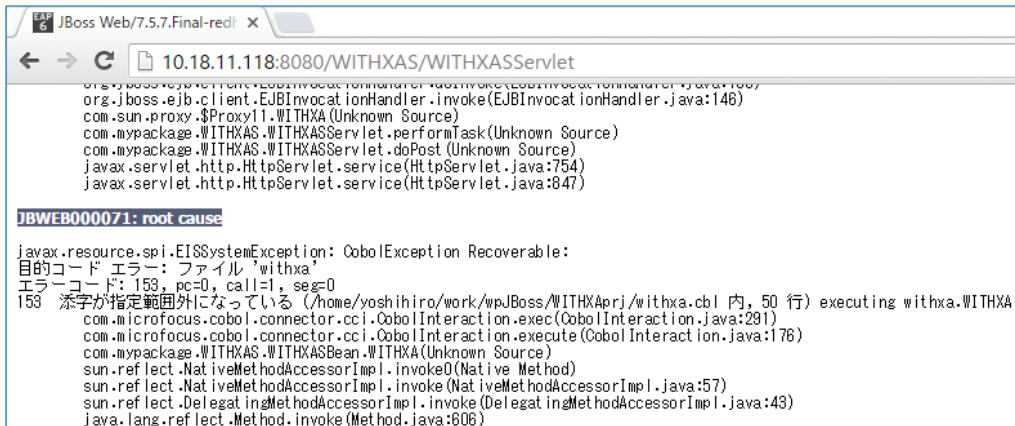 EAP 6 JBoss Web/7.5.7.Final-redh
10.18.11.118:8080/WITHXAS/WITHXASServlet
org.jboss.ejb.client.EJBInvocationHandler.invoke(EJBInvocationHandler.java:146)
com.sun.proxy.$Proxy11.WITHXA(Unknown Source)
com.mypackage.WITHXAS.WITHXASServlet.performTask(Unknown Source)
com.mypackage.WITHXAS.WITHXASServlet.doPost(Unknown Source)
javax.servlet.http.HttpServlet.service(HttpServlet.java:754)
javax.servlet.http.HttpServlet.service(HttpServlet.java:847)
JBWEB000071: root cause
javax.resource.spi.EISSystemException: CobolException Recoverable:
目的コード エラー: ファイル 'withxa'
エラーコード: 153, pc=0, call=1, seg=0
153 添字が指定範囲外になっている (/home/yoshihiro/work/wpJBoss/WITHXAprj/withxa.cbl 内, 50 行) executing withxa.WITHXA
com.microfocus.cobol.connector.cci.CobolInteraction.exec(CobolInteraction.java:291)
com.microfocus.cobol.connector.cci.CobolInteraction.execute(CobolInteraction.java:176)
com.mypackage.WITHXAS.WITHXASBean.WITHXA(Unknown Source)
sun.reflect.NativeMethodAccessorImpl.invoke0(Native Method)
sun.reflect.NativeMethodAccessorImpl.invoke(NativeMethodAccessorImpl.java:57)
sun.reflect.DelegatingMethodAccessorImpl.invoke(DelegatingMethodAccessorImpl.java:43)
java.lang.reflect.Method.invoke(Method.java:606)